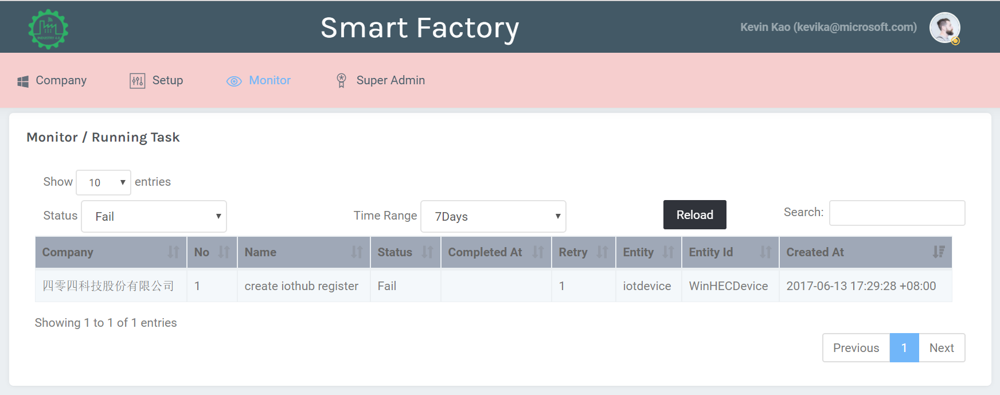 INDUSTRY 4.0
Smart Factory
Kevin Kao (kevika@microsoft.com)
Company Setup Monitor Super Admin
Monitor / Running Task
Show 10 entries
Status Fail Time Range 7Days Reload Search:
Company No Name Status Completed At Retry Entity Entity Id Created At
四零四科技股份有限公司 1 create iothub register Fail 1 iotdevice WinHECDevice 2017-06-13 17:29:28 +08:00
Showing 1 to 1 of 1 entries
Previous 1 Next